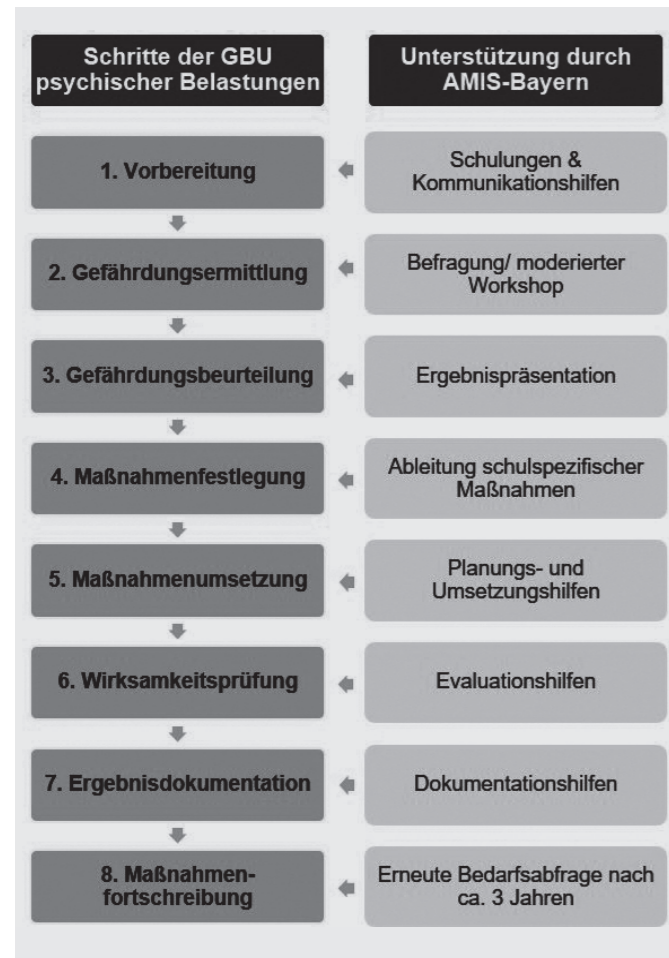 Schritte der GBU
psychischer Belastungen
Unterstützung durch
AMIS-Bayern
1. Vorbereitung
Schulungen &
Kommunikationshilfen
2. Gefährdungsermittlung
Befragung/ moderierter
Workshop
3. Gefährdungsbeurteilung
Ergebnispräsentation
4. Maßnahmenfestlegung
Ableitung schulspezifischer
Maßnahmen
5. Maßnahmenumsetzung
Planungs- und
Umsetzungshilfen
6. Wirksamkeitsprüfung
Evaluationshilfen
7. Ergebnisdokumentation
Dokumentationshilfen
8. Maßnahmen-
fortschreibung
Erneute Bedarfsabfrage nach
ca. 3 Jahren